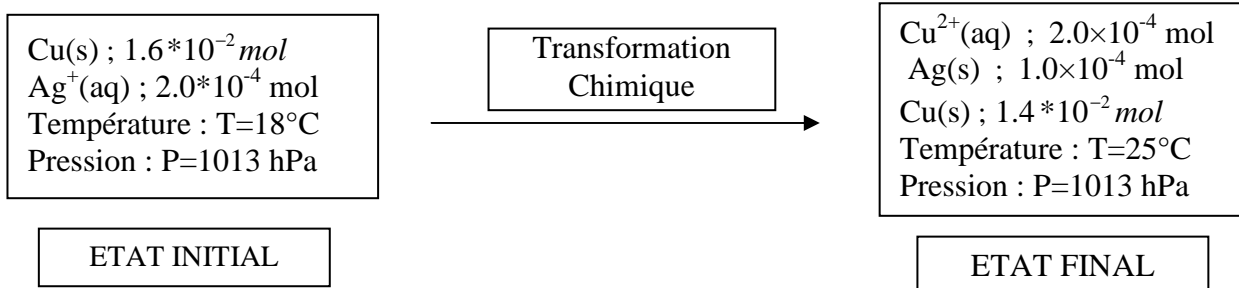 Cu(s) ; 1.6*10⁻² mol
Ag⁺(aq) ; 2.0*10⁻⁴ mol
Température : T=18°C
Pression : P=1013 hPa
ETAT INITIAL
Transformation
Chimique
Cu²⁺(aq) ; 2.0×10⁻⁴ mol
Ag(s) ; 1.0×10⁻⁴ mol
Cu(s) ; 1.4*10⁻² mol
Température : T=25°C
Pression : P=1013 hPa
ETAT FINAL